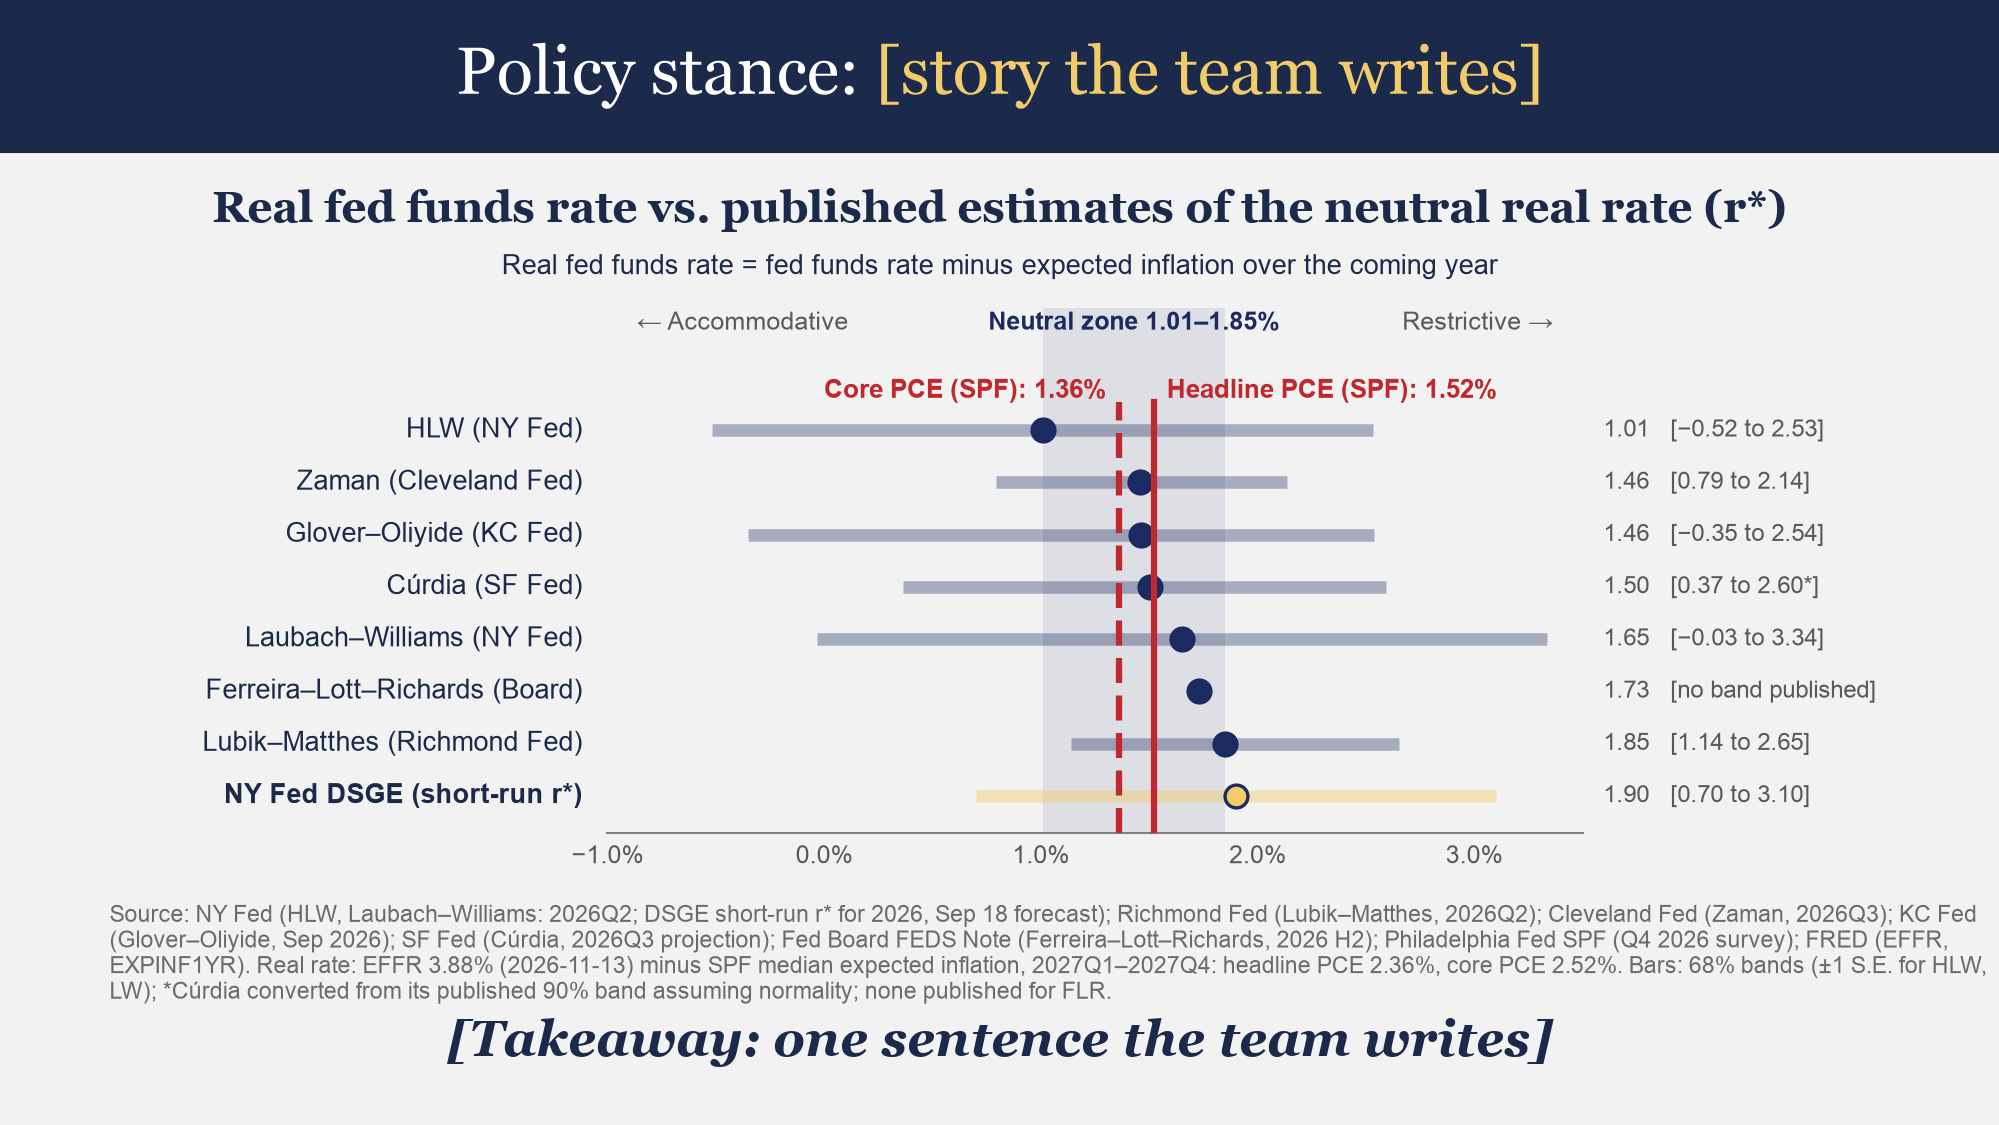 Policy stance: [story the team writes]
Real fed funds rate vs. published estimates of the neutral real rate (r*)
Real fed funds rate = fed funds rate minus expected inflation over the coming year
← Accommodative
Neutral zone 1.01–1.85%
Restrictive →
Core PCE (SPF): 1.36%
Headline PCE (SPF): 1.52%
HLW (NY Fed) 1.01 [−0.52 to 2.53]
Zaman (Cleveland Fed) 1.46 [0.79 to 2.14]
Glover–Oliyide (KC Fed) 1.46 [−0.35 to 2.54]
Cúrdia (SF Fed) 1.50 [0.37 to 2.60*]
Laubach–Williams (NY Fed) 1.65 [−0.03 to 3.34]
Ferreira–Lott–Richards (Board) 1.73 [no band published]
Lubik–Matthes (Richmond Fed) 1.85 [1.14 to 2.65]
NY Fed DSGE (short-run r*) 1.90 [0.70 to 3.10]
−1.0% 0.0% 1.0% 2.0% 3.0%
Source: NY Fed (HLW, Laubach–Williams: 2026Q2; DSGE short-run r* for 2026, Sep 18 forecast); Richmond Fed (Lubik–Matthes, 2026Q2); Cleveland Fed (Zaman, 2026Q3); KC Fed
(Glover–Oliyide, Sep 2026); SF Fed (Cúrdia, 2026Q3 projection); Fed Board FEDS Note (Ferreira–Lott–Richards, 2026 H2); Philadelphia Fed SPF (Q4 2026 survey); FRED (EFFR,
EXPINF1YR). Real rate: EFFR 3.88% (2026-11-13) minus SPF median expected inflation, 2027Q1–2027Q4: headline PCE 2.36%, core PCE 2.52%. Bars: 68% bands (±1 S.E. for HLW,
LW); *Cúrdia converted from its published 90% band assuming normality; none published for FLR.
[Takeaway: one sentence the team writes]